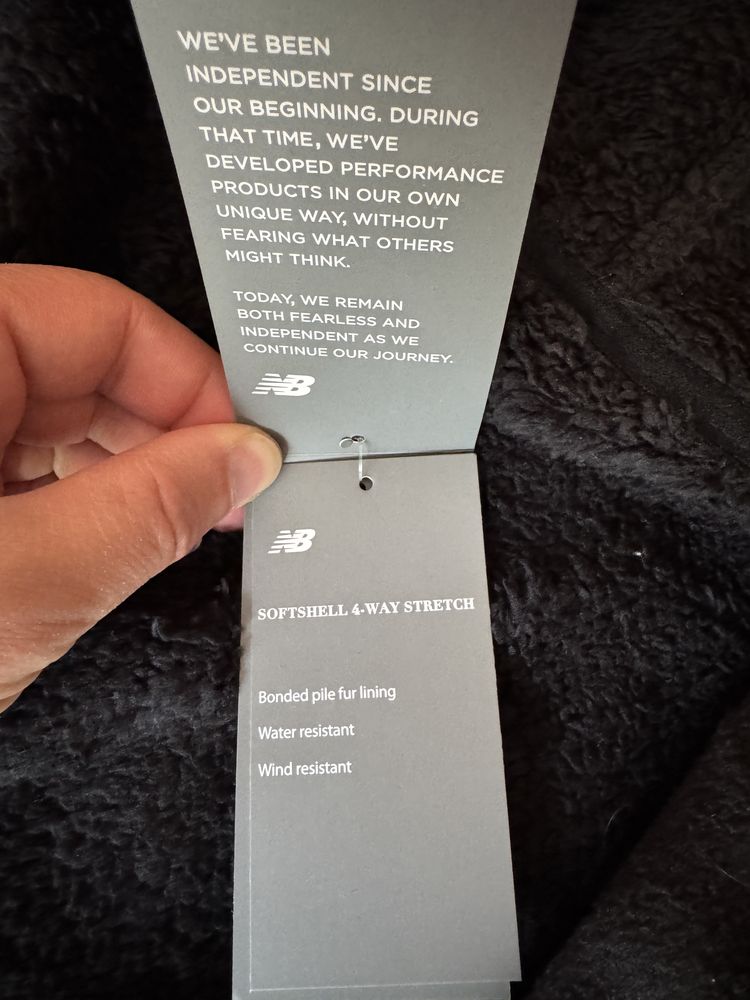 WE'VE BEEN
INDEPENDENT SINCE
OUR BEGINNING. DURING
THAT TIME, WE'VE
DEVELOPED PERFORMANCE
PRODUCTS IN OUR OWN
UNIQUE WAY, WITHOUT
FEARING WHAT OTHERS
MIGHT THINK.
TODAY, WE REMAIN
BOTH FEARLESS AND
INDEPENDENT AS WE
CONTINUE OUR JOURNEY.
NB
NB
SOFTSHELL 4-WAY STRETCH
Bonded pile fur lining
Water resistant
Wind resistant